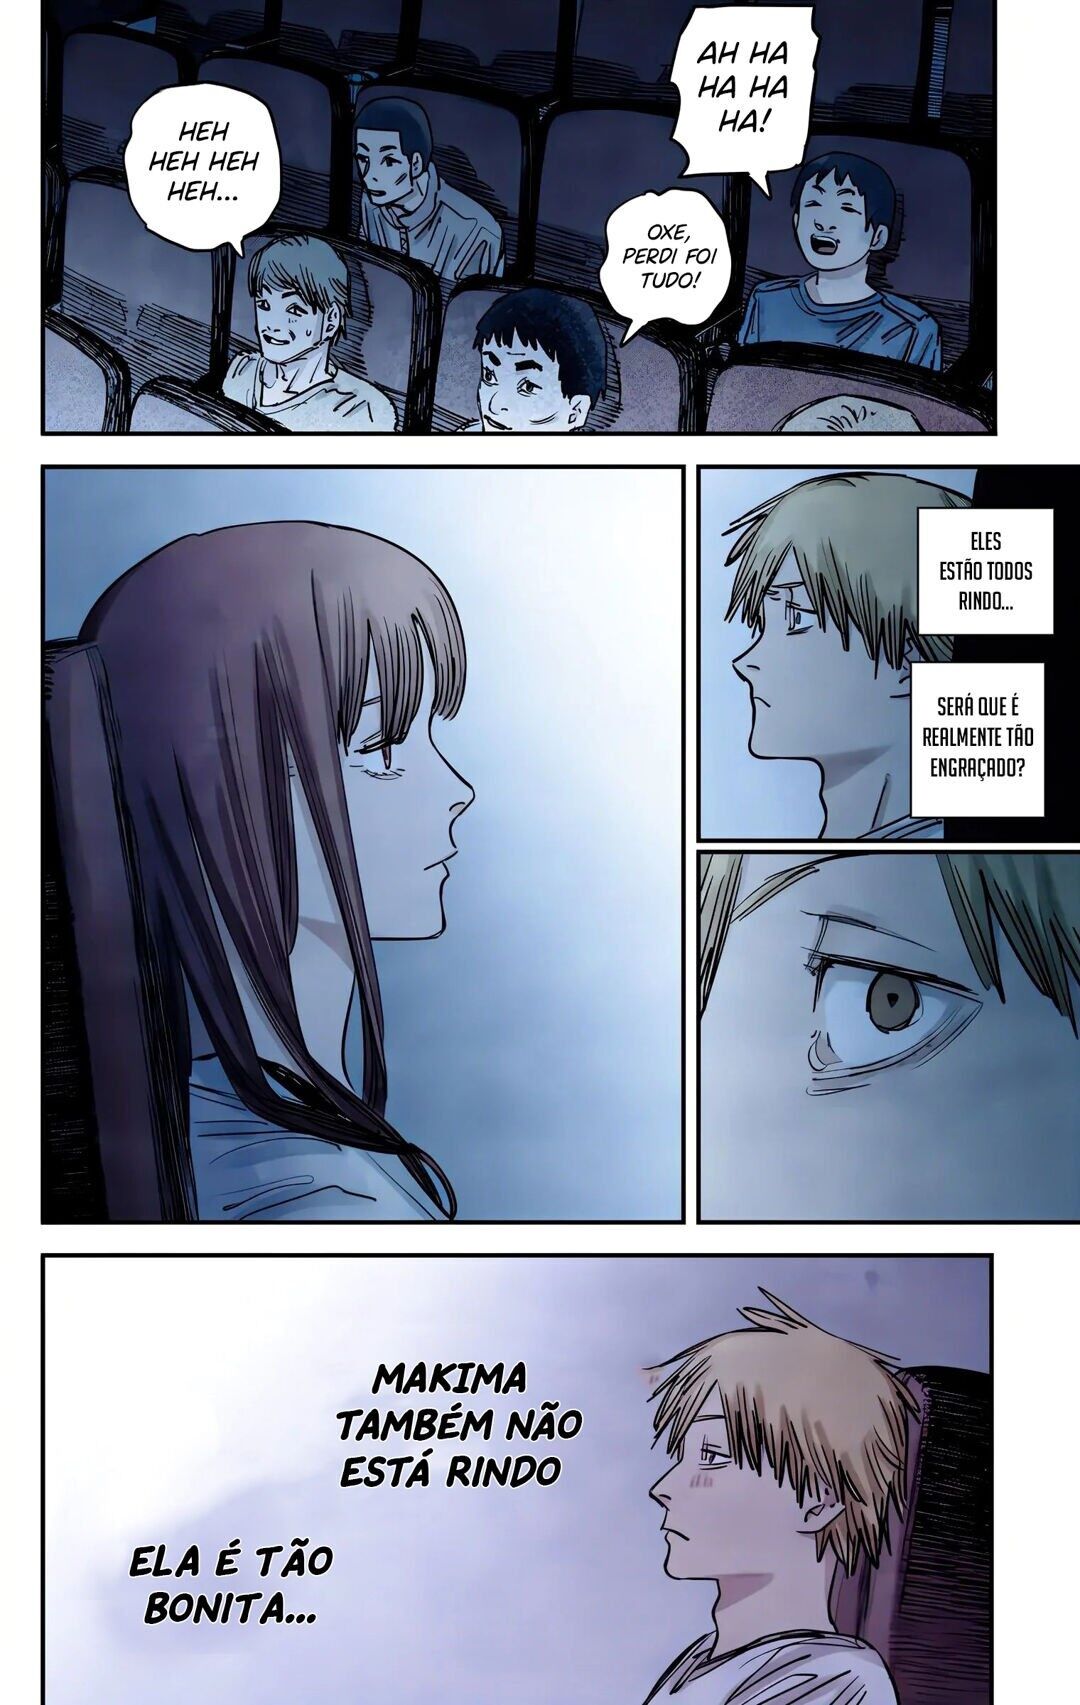 AH HA
HA HA
HA!
OXE,
PERDI FOI
TUDO!
HEH
HEH HEH
HEH...
ELES
ESTÃO TODOS
RINDO...
SERÁ QUE É
REALMENTE TÃO
ENGRAÇADO?
MAKIMA
TAMBÉM NÃO
ESTÁ RINDO
ELA É TÃO
BONITA...